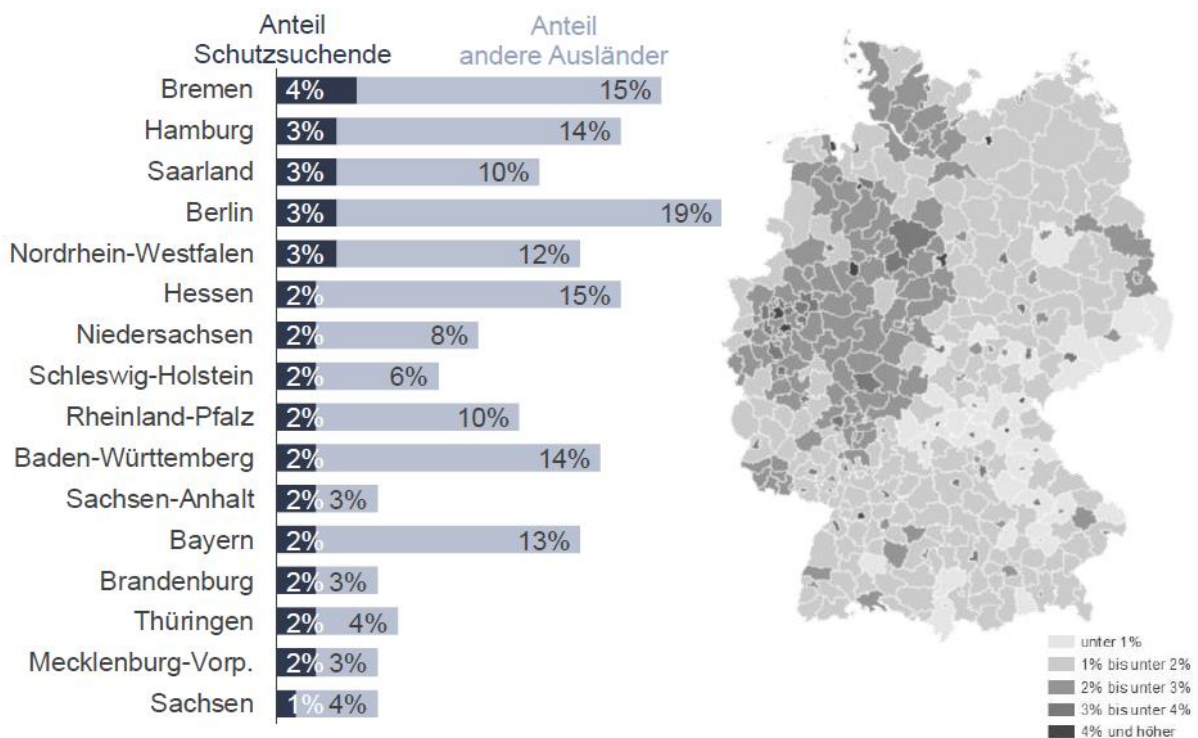 Anteil
Schutzsuchende
Anteil
andere Ausländer
Bremen 4% 15%
Hamburg 3% 14%
Saarland 3% 10%
Berlin 3% 19%
Nordrhein-Westfalen 3% 12%
Hessen 2% 15%
Niedersachsen 2% 8%
Schleswig-Holstein 2% 6%
Rheinland-Pfalz 2% 10%
Baden-Württemberg 2% 14%
Sachsen-Anhalt 2% 3%
Bayern 2% 13%
Brandenburg 2% 3%
Thüringen 2% 4%
Mecklenburg-Vorp. 2% 3%
Sachsen 1% 4%
unter 1%
1% bis unter 2%
2% bis unter 3%
3% bis unter 4%
4% und höher